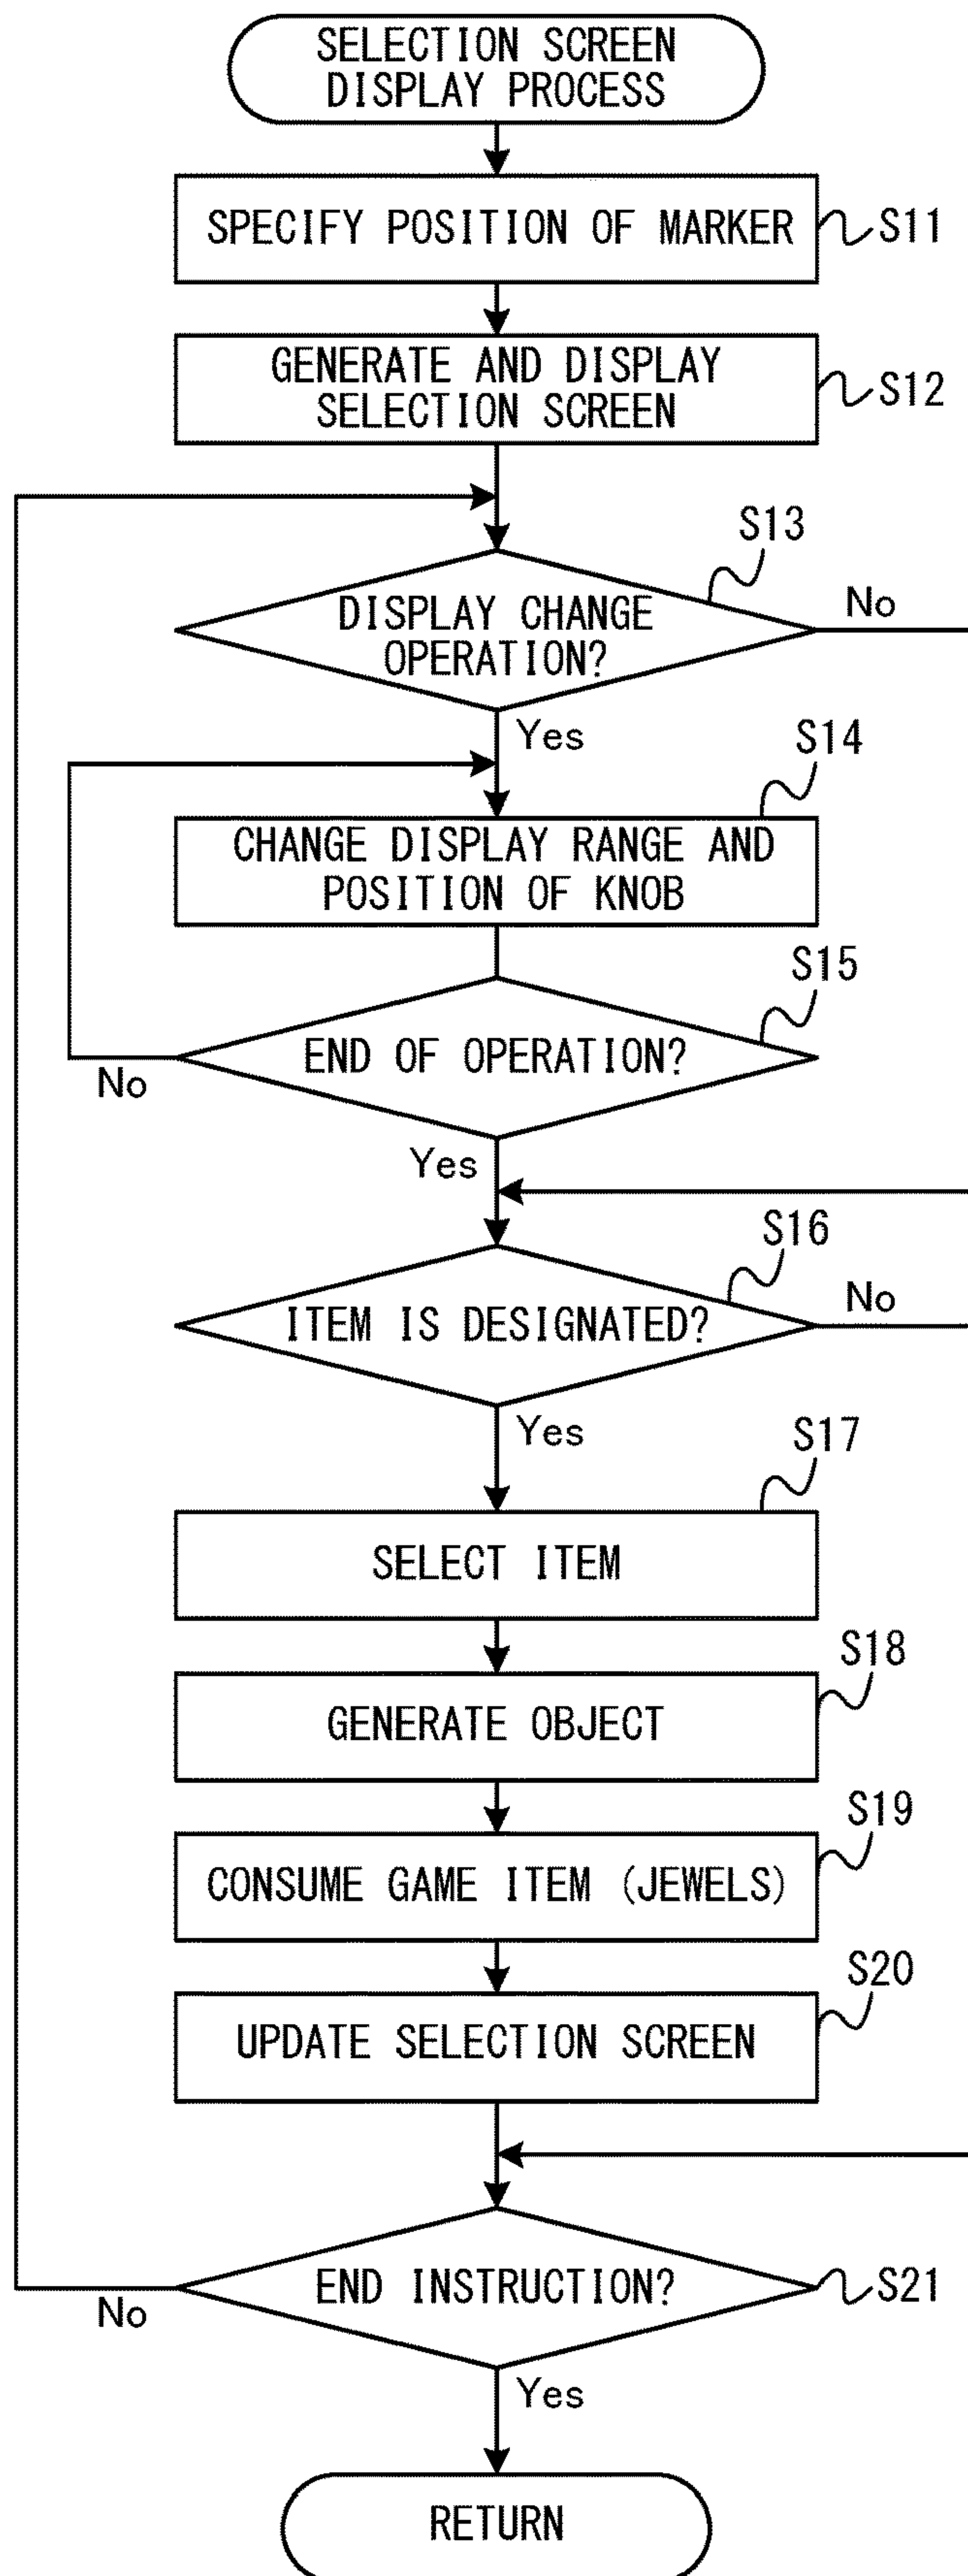 SELECTION SCREEN
DISPLAY PROCESS
SPECIFY POSITION OF MARKER
S11
GENERATE AND DISPLAY
SELECTION SCREEN
S12
S13
DISPLAY CHANGE
OPERATION?
No
Yes
S14
CHANGE DISPLAY RANGE AND
POSITION OF KNOB
S15
END OF OPERATION?
No
Yes
S16
ITEM IS DESIGNATED?
No
Yes
S17
SELECT ITEM
S18
GENERATE OBJECT
S19
CONSUME GAME ITEM (JEWELS)
S20
UPDATE SELECTION SCREEN
END INSTRUCTION?
S21
No
Yes
RETURN